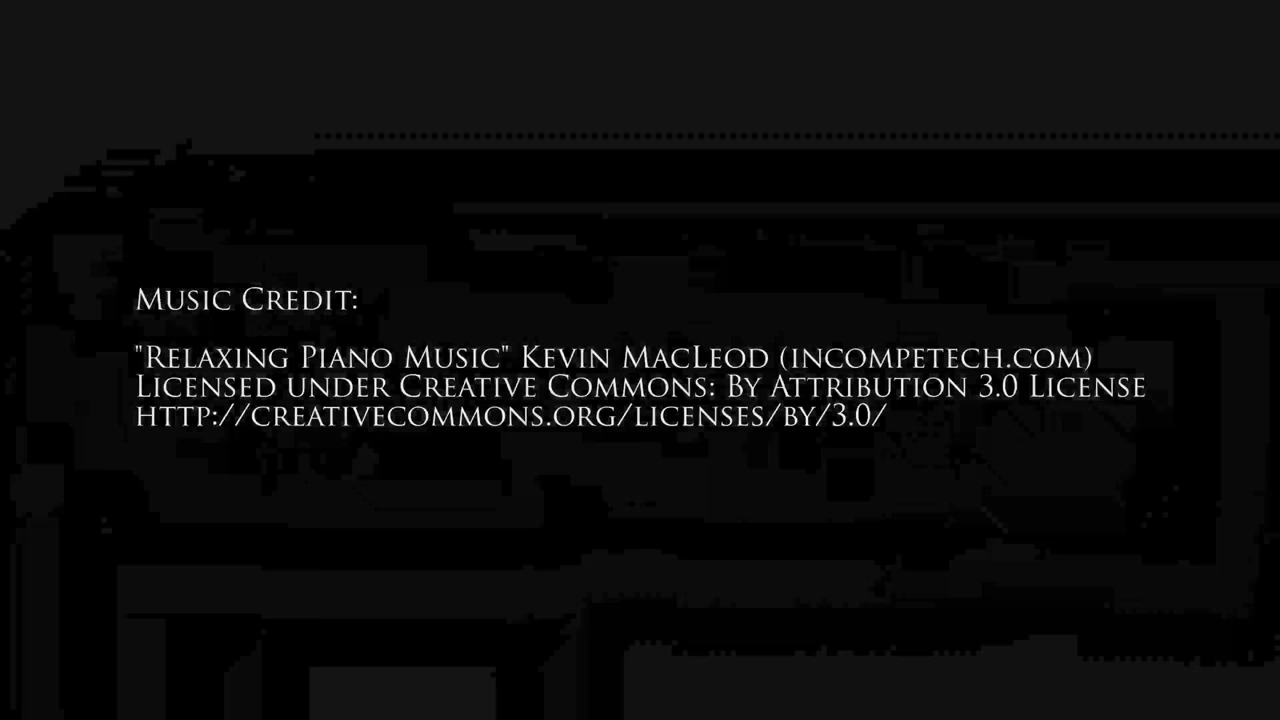 Music Credit:
"Relaxing Piano Music" Kevin MacLeod (incompetech.com)
Licensed under Creative Commons: By Attribution 3.0 License
http://creativecommons.org/licenses/by/3.0/